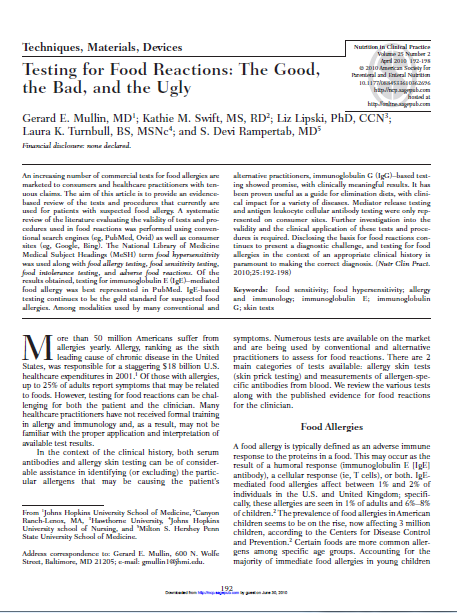 Techniques, Materials, Devices
Nutrition in Clinical Practice
Volume 25 Number 2
April 2010 192-198
© 2010 American Society for
Parenteral and Enteral Nutrition
10.1177/0884533610362696
http://ncp.sagepub.com
hosted at
http://online.sagepub.com
Testing for Food Reactions: The Good,
the Bad, and the Ugly
Gerard E. Mullin, MD1; Kathie M. Swift, MS, RD2; Liz Lipski, PhD, CCN3;
Laura K. Turnbull, BS, MSNc4; and S. Devi Rampertab, MD5
Financial disclosure: none declared.
An increasing number of commercial tests for food allergies are
marketed to consumers and healthcare practitioners with ten-
uous claims. The aim of this article is to provide an evidence-
based review of the tests and procedures that currently are
used for patients with suspected food allergy. A systematic
review of the literature evaluating the validity of tests and pro-
cedures used in food reactions was performed using conven-
tional search engines (eg, PubMed, Ovid) as well as consumer
sites (eg, Google, Bing). The National Library of Medicine
Medical Subject Headings (MeSH) term food hypersensitivity
was used along with food allergy testing, food sensitivity testing,
food intolerance testing, and adverse food reactions. Of the
results obtained, testing for immunoglobulin E (IgE)–mediated
food allergy was best represented in PubMed. IgE-based
testing continues to be the gold standard for suspected food
allergies. Among modalities used by many conventional and
alternative practitioners, immunoglobulin G (IgG)–based test-
ing showed promise, with clinically meaningful results. It has
been proven useful as a guide for elimination diets, with clini-
cal impact for a variety of diseases. Mediator release testing
and antigen leukocyte cellular antibody testing were only rep-
resented on consumer sites. Further investigation into the
validity and the clinical application of these tests and proce-
dures is required. Disclosing the basis for food reactions con-
tinues to present a diagnostic challenge, and testing for food
allergies in the context of an appropriate clinical history is
paramount to making the correct diagnosis. (Nutr Clin Pract.
2010;25:192-198)
Keywords: food sensitivity; food hypersensitivity; allergy
and immunology; immunoglobulin E; immunoglobulin
G; skin tests
More than 50 million Americans suffer from
allergies yearly. Allergy, ranking as the sixth
leading cause of chronic disease in the United
States, was responsible for a staggering $18 billion U.S.
healthcare expenditures in 2001.1 Of those with allergies,
up to 25% of adults report symptoms that may be related
to foods. However, testing for food reactions can be chal-
lenging for both the patient and the clinician. Many
healthcare practitioners have not received formal training
in allergy and immunology and, as a result, may not be
familiar with the proper application and interpretation of
available test results.
In the context of the clinical history, both serum
antibodies and allergy skin testing can be of consider-
able assistance in identifying (or excluding) the partic-
ular allergens that may be causing the patient's
From 1Johns Hopkins University School of Medicine, 2Canyon
Ranch-Lenox, MA, 3Hawthorne University, 4Johns Hopkins
University school of Nursing, and 5Milton S. Hershey Penn
State University School of Medicine.
Address correspondence to: Gerard E. Mullin, 600 N. Wolfe
Street, Baltimore, MD 21205; e-mail: gmullin1@jhmi.edu.
symptoms. Numerous tests are available on the market
and are being used by conventional and alternative
practitioners to assess for food reactions. There are 2
main categories of tests available: allergy skin tests
(skin prick testing) and measurements of allergen-spe-
cific antibodies from blood. We review the various tests
along with the published evidence for food reactions
for the clinician.
Food Allergies
A food allergy is typically defined as an adverse immune
response to the proteins in a food. This may occur as the
result of a humoral response (immunoglobulin E [IgE]
antibody), a cellular response (ie, T cells), or both. IgE-
mediated food allergies affect between 1% and 2% of
individuals in the U.S. and United Kingdom; specifi-
cally, these allergies are seen in 1% of adults and 6%–8%
of children.2 The prevalence of food allergies in American
children seems to be on the rise, now affecting 3 million
children, according to the Centers for Disease Control
and Prevention.2 Certain foods are more common aller-
gens among specific age groups. Accounting for the
majority of immediate food allergies in young children
192
Downloaded from http://ncp.sagepub.com by guest on June 30, 2010